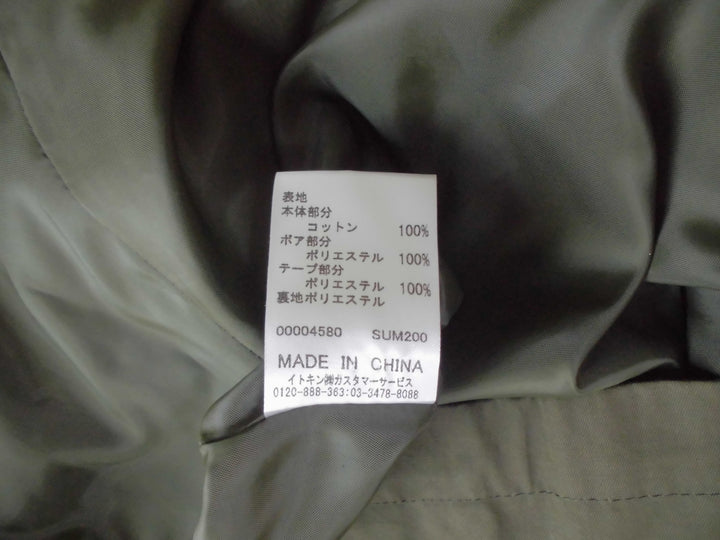 表地
本体部分
コットン 100%
ボア部分
ポリエステル 100%
テープ部分
ポリエステル 100%
裏地ポリエステル
00004580 SUM200
MADE IN CHINA
イトキン㈱カスタマーサービス
0120-888-363:03-3478-8088